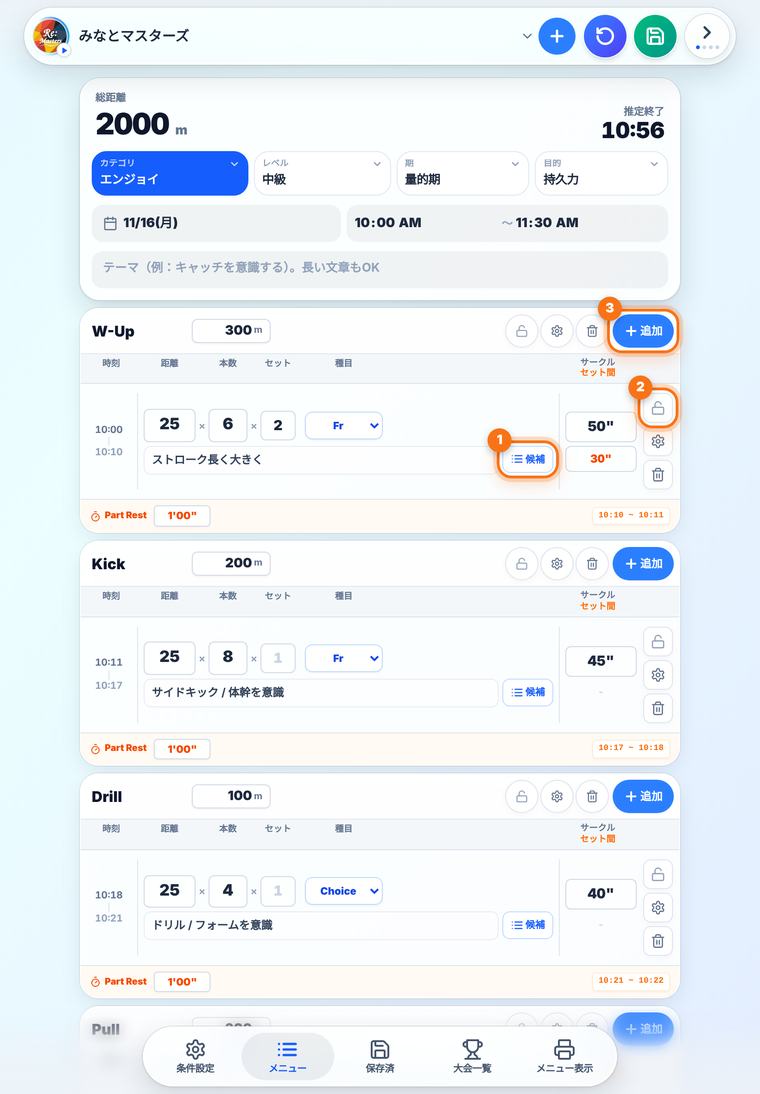 Re:
Masters
みなとマスターズ
総距離
2000 m
推定終了
10:56
カテゴリ
エンジョイ
レベル
中級
期
量的期
目的
持久力
11/16(月)
10:00 AM
〜 11:30 AM
テーマ（例：キャッチを意識する）。長い文章もOK
W-Up
300 m
3
＋ 追加
時刻 距離 本数 セット 種目 サークル
セット間
2
10:00
10:10
25 × 6 × 2 Fr
50"
1
ストローク長く大きく
候補
30"
Part Rest 1'00"
10:10 ~ 10:11
Kick
200 m
＋ 追加
時刻 距離 本数 セット 種目 サークル
セット間
10:11
10:17
25 × 8 × 1 Fr
45"
サイドキック / 体幹を意識
候補
-
Part Rest 1'00"
10:17 ~ 10:18
Drill
100 m
＋ 追加
時刻 距離 本数 セット 種目 サークル
セット間
10:18
10:21
25 × 4 × 1 Choice
40"
ドリル / フォームを意識
候補
-
Part Rest 1'00"
10:21 ~ 10:22
Pull
＋ 追加
条件設定
メニュー
保存済
大会一覧
メニュー表示